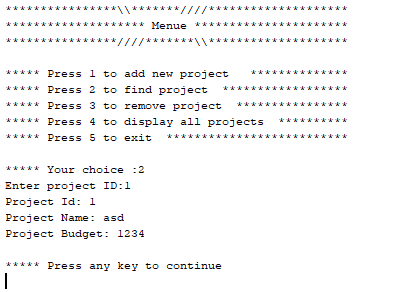 ****************\\*******////********************
******************** Menue **********************
****************////*******\\********************
***** Press 1 to add new project   **************
***** Press 2 to find project  ******************
***** Press 3 to remove project  ****************
***** Press 4 to display all projects  **********
***** Press 5 to exit  **************************
***** Your choice :2
Enter project ID:1
Project Id: 1
Project Name: asd
Project Budget: 1234
***** Press any key to continue